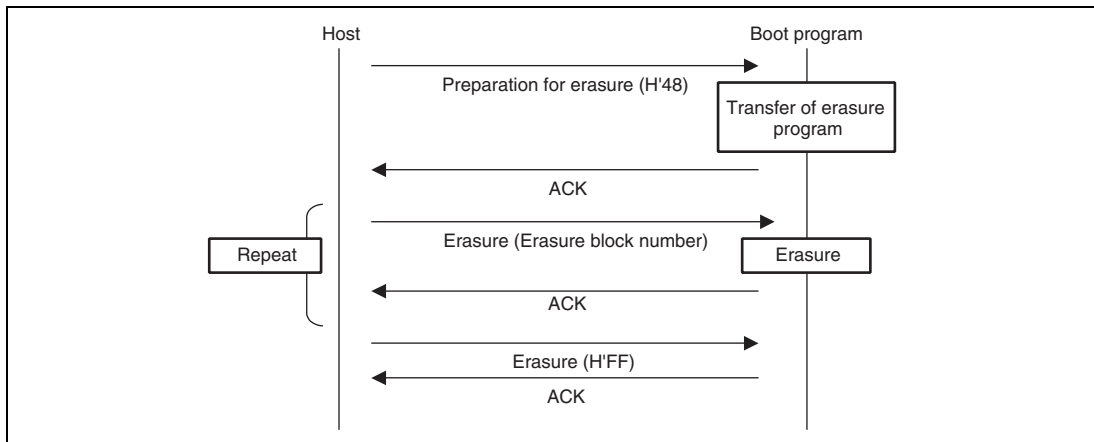 Host
Boot program
Preparation for erasure (H'48)
Transfer of erasure
program
ACK
Erasure (Erasure block number)
Repeat
Erasure
ACK
Erasure (H'FF)
ACK